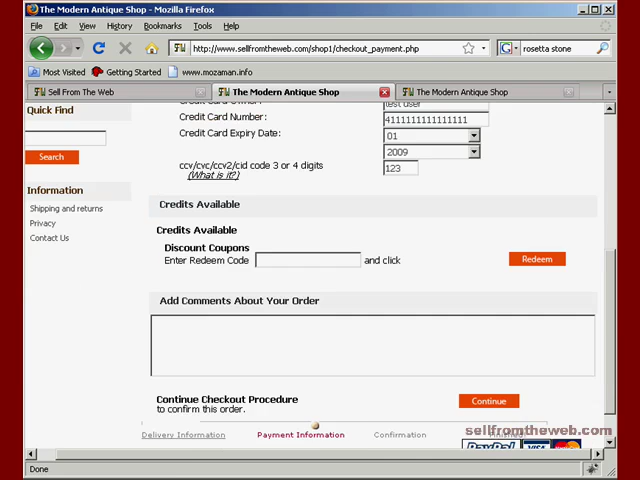 The Modern Antique Shop - Mozilla Firefox
File Edit View History Bookmarks Tools Help
http://www.sellfromtheweb.com/shop1/checkout_payment.php
rosetta stone
Most Visited Getting Started www.mozaman.info
Sell From The Web The Modern Antique Shop The Modern Antique Shop
Quick Find
Search
Information
Shipping and returns
Privacy
Contact Us
test user
Credit Card Number: 4111111111111111
Credit Card Expiry Date: 01
2009
ccv/cvc/ccv2/cid code 3 or 4 digits 123
(What is it?)
Credits Available
Credits Available
Discount Coupons
Enter Redeem Code and click Redeem
Add Comments About Your Order
Continue Checkout Procedure
to confirm this order.
Continue
Delivery Information Payment Information Confirmation
sellfromtheweb.com
PayPal
Done